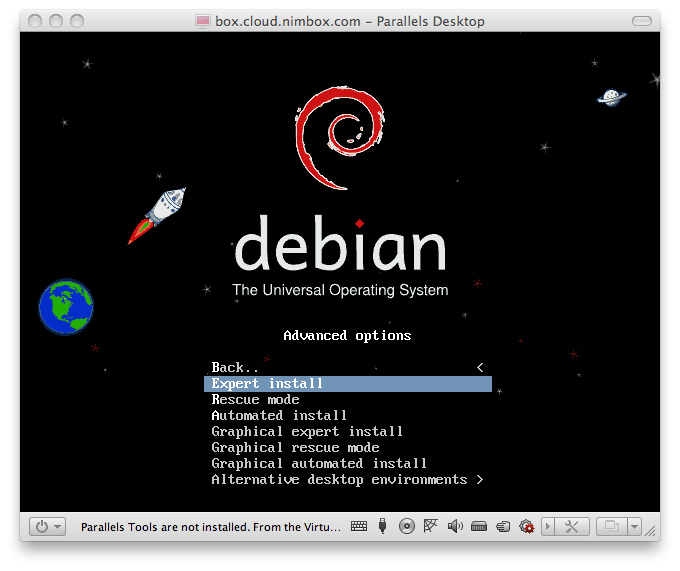 box.cloud.nimbox.com – Parallels Desktop
debian
The Universal Operating System
Advanced options
Back.. <
Expert install
Rescue mode
Automated install
Graphical expert install
Graphical rescue mode
Graphical automated install
Alternative desktop environments >
Parallels Tools are not installed. From the Virtu...